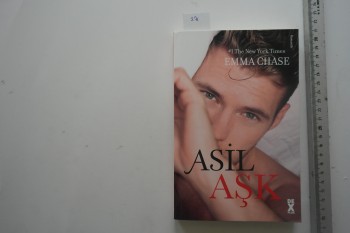 #1 The New York Times
EMMA CHASE
ASİL
AŞK